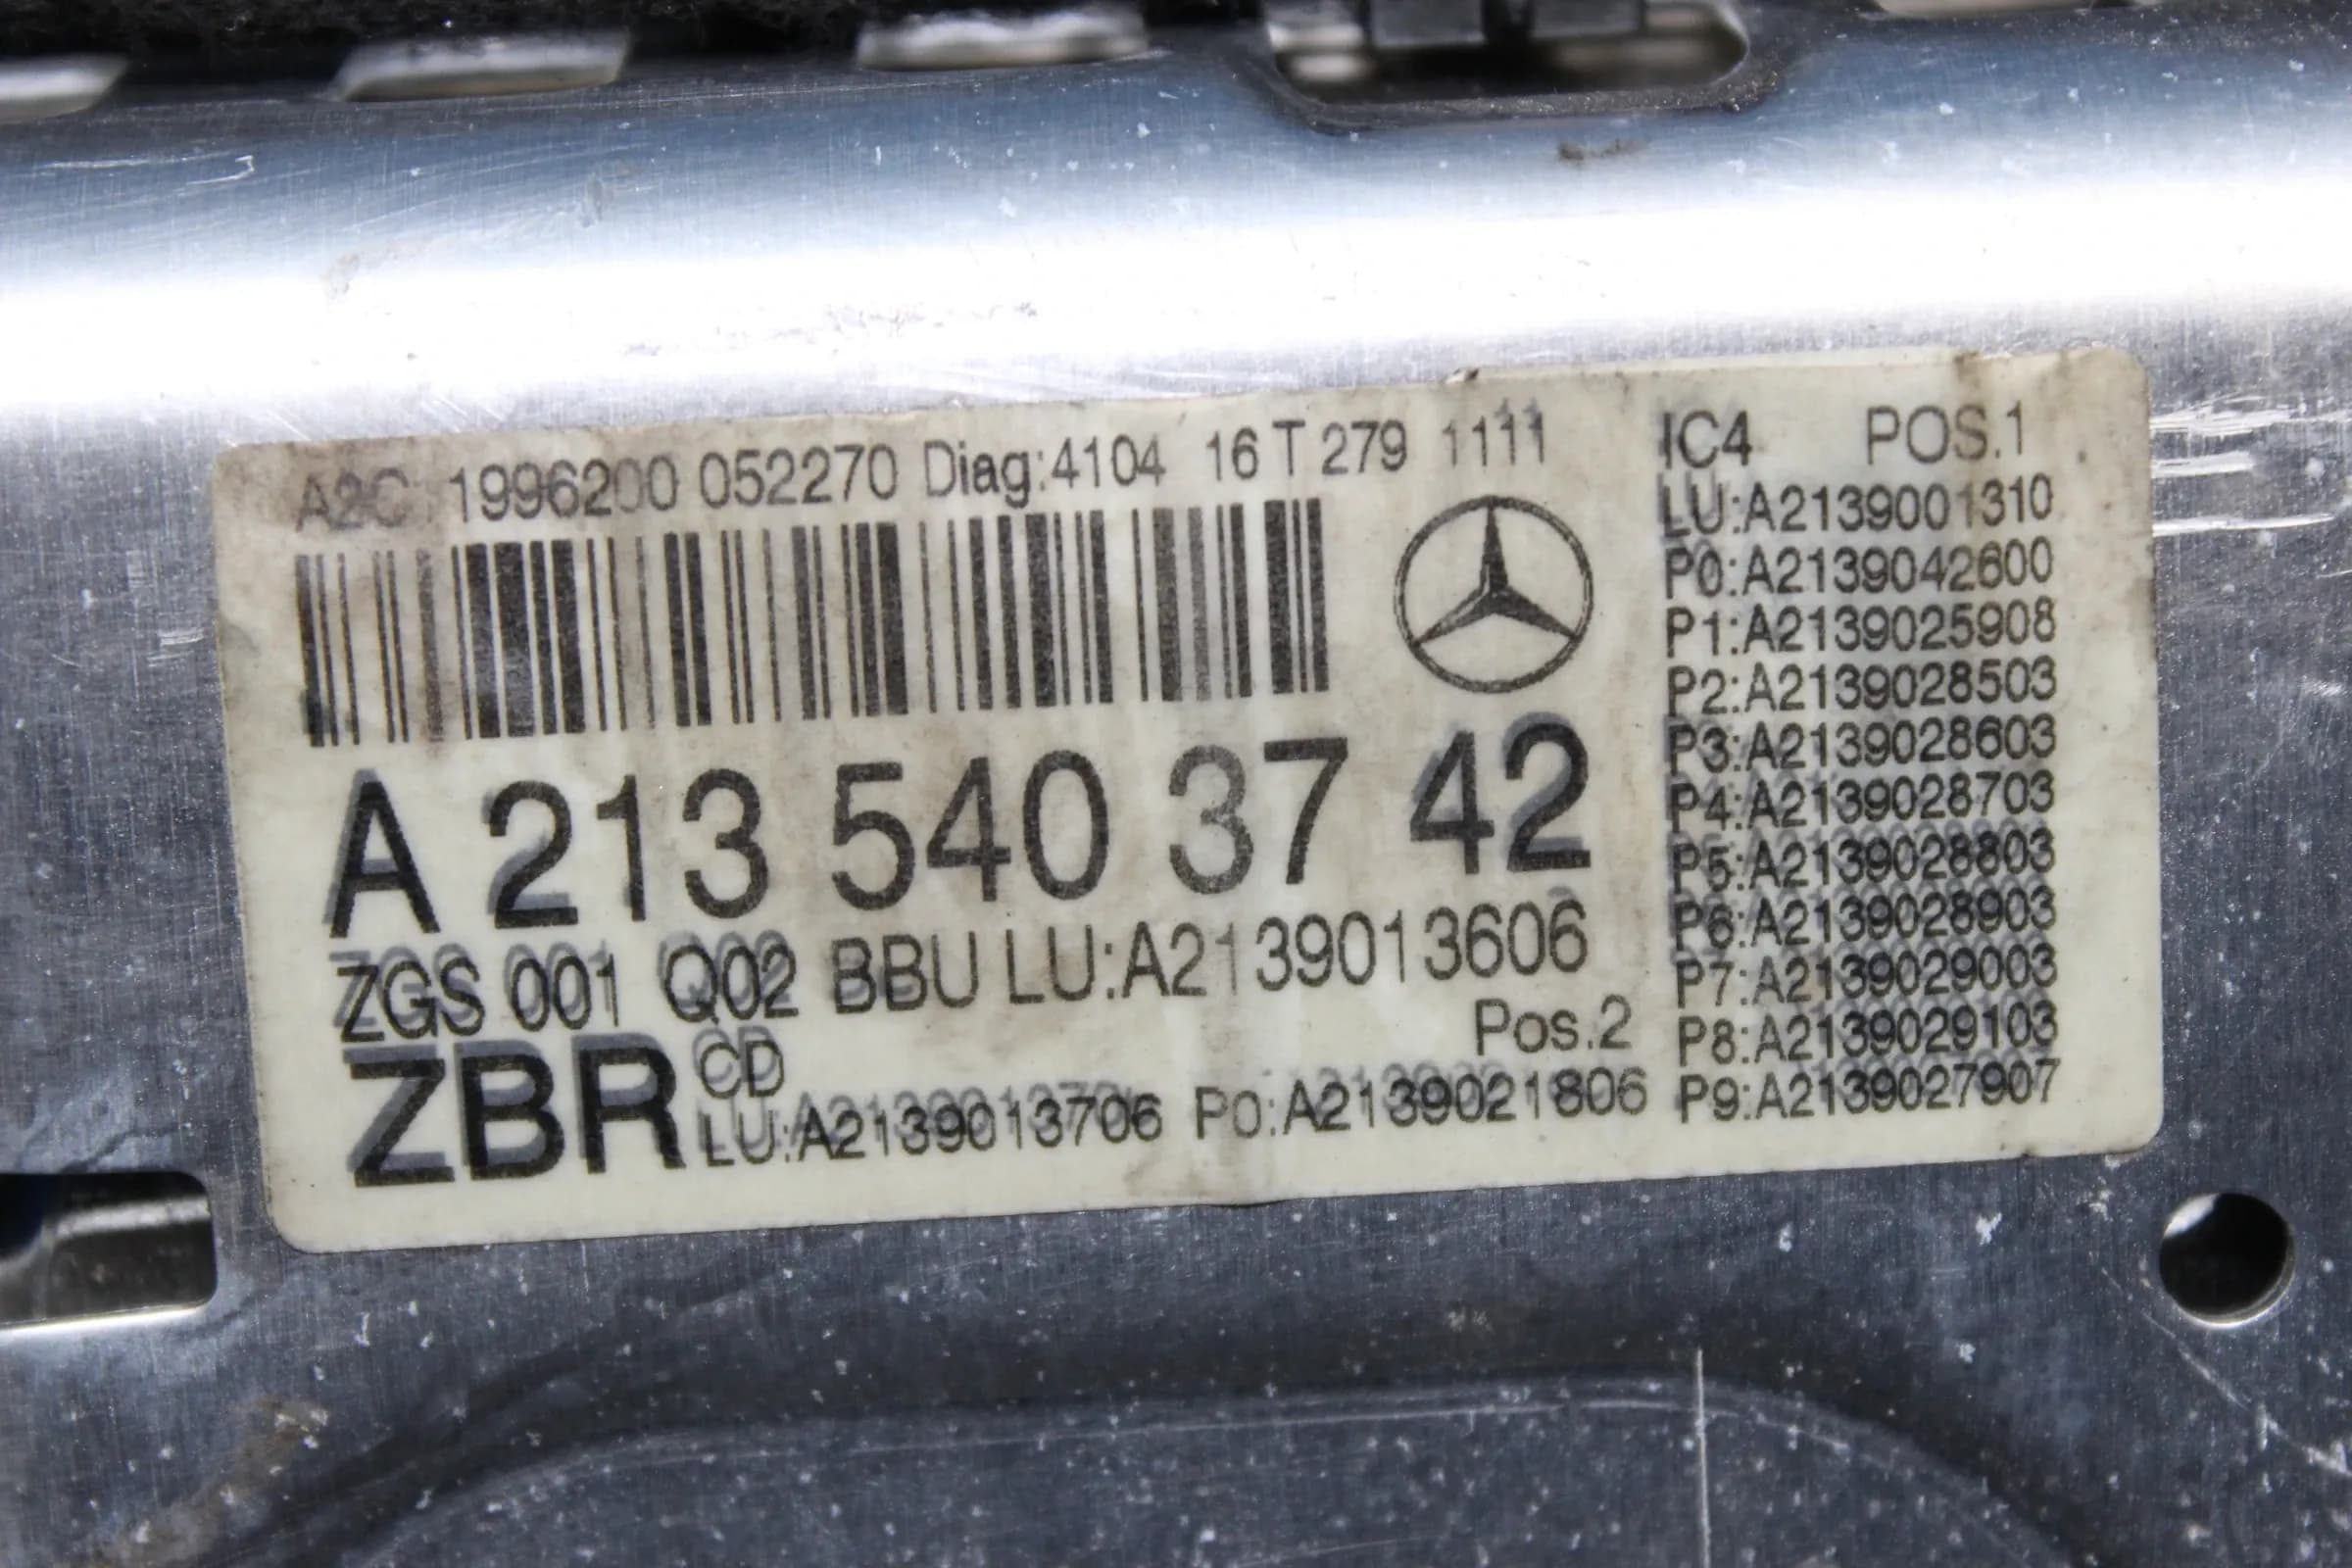 A2C 1996200 052270 Diag:4104 16 T 279 1111
A 213 540 37 42
ZGS 001 Q02 BBU LU:A2139013606
Pos.2
ZBR CD
LU:A2139013706 P0:A2139021806
IC4 POS.1
LU:A2139001310
P0:A2139042600
P1:A2139025908
P2:A2139028503
P3:A2139028603
P4:A2139028703
P5:A2139028803
P6:A2139028903
P7:A2139029003
P8:A2139029103
P9:A2139027907